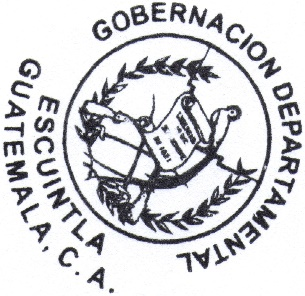 GOBERNACION DEPARTAMENTAL
ESCUINTLA
GUATEMALA, C. A.